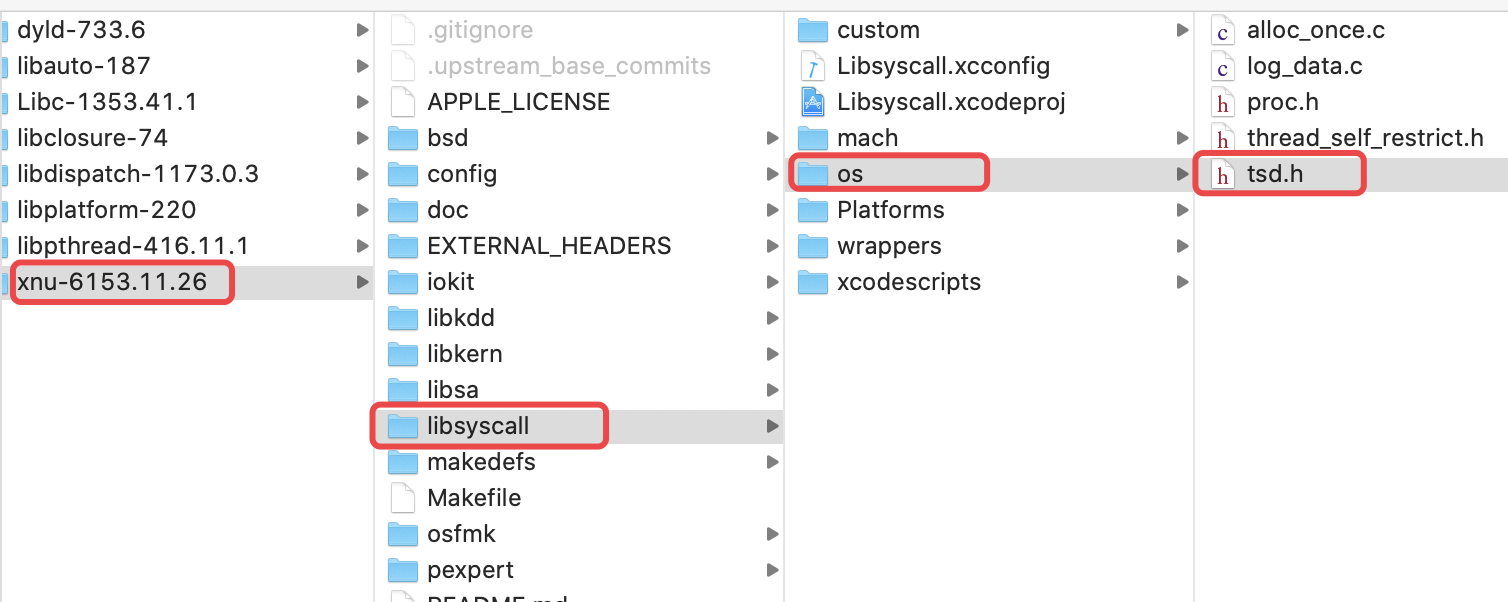 dyld-733.6
libauto-187
Libc-1353.41.1
libclosure-74
libdispatch-1173.0.3
libplatform-220
libpthread-416.11.1
xnu-6153.11.26
.gitignore
.upstream_base_commits
APPLE_LICENSE
bsd
config
doc
EXTERNAL_HEADERS
iokit
libkdd
libkern
libsa
libsyscall
makedefs
Makefile
osfmk
pexpert
README.md
custom
Libsyscall.xcconfig
Libsyscall.xcodeproj
mach
os
Platforms
wrappers
xcodescripts
c alloc_once.c
c log_data.c
h proc.h
h thread_self_restrict.h
h tsd.h